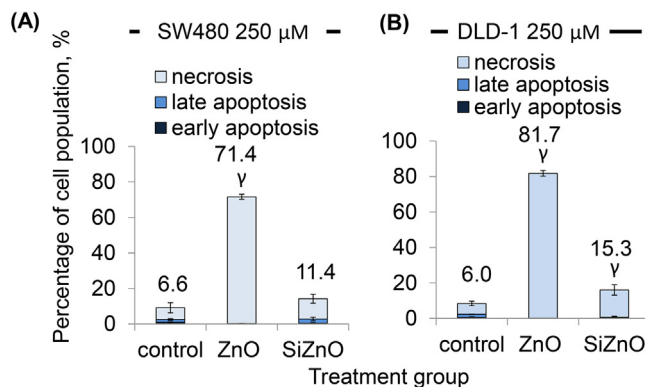 (A)
SW480 250 μM
necrosis
late apoptosis
early apoptosis
Percentage of cell population, %
100
80
60
40
20
0
6.6
71.4
γ
11.4
control ZnO SiZnO
(B)
DLD-1 250 μM
necrosis
late apoptosis
early apoptosis
100
80
60
40
20
0
6.0
81.7
γ
15.3
γ
control ZnO SiZnO
Treatment group